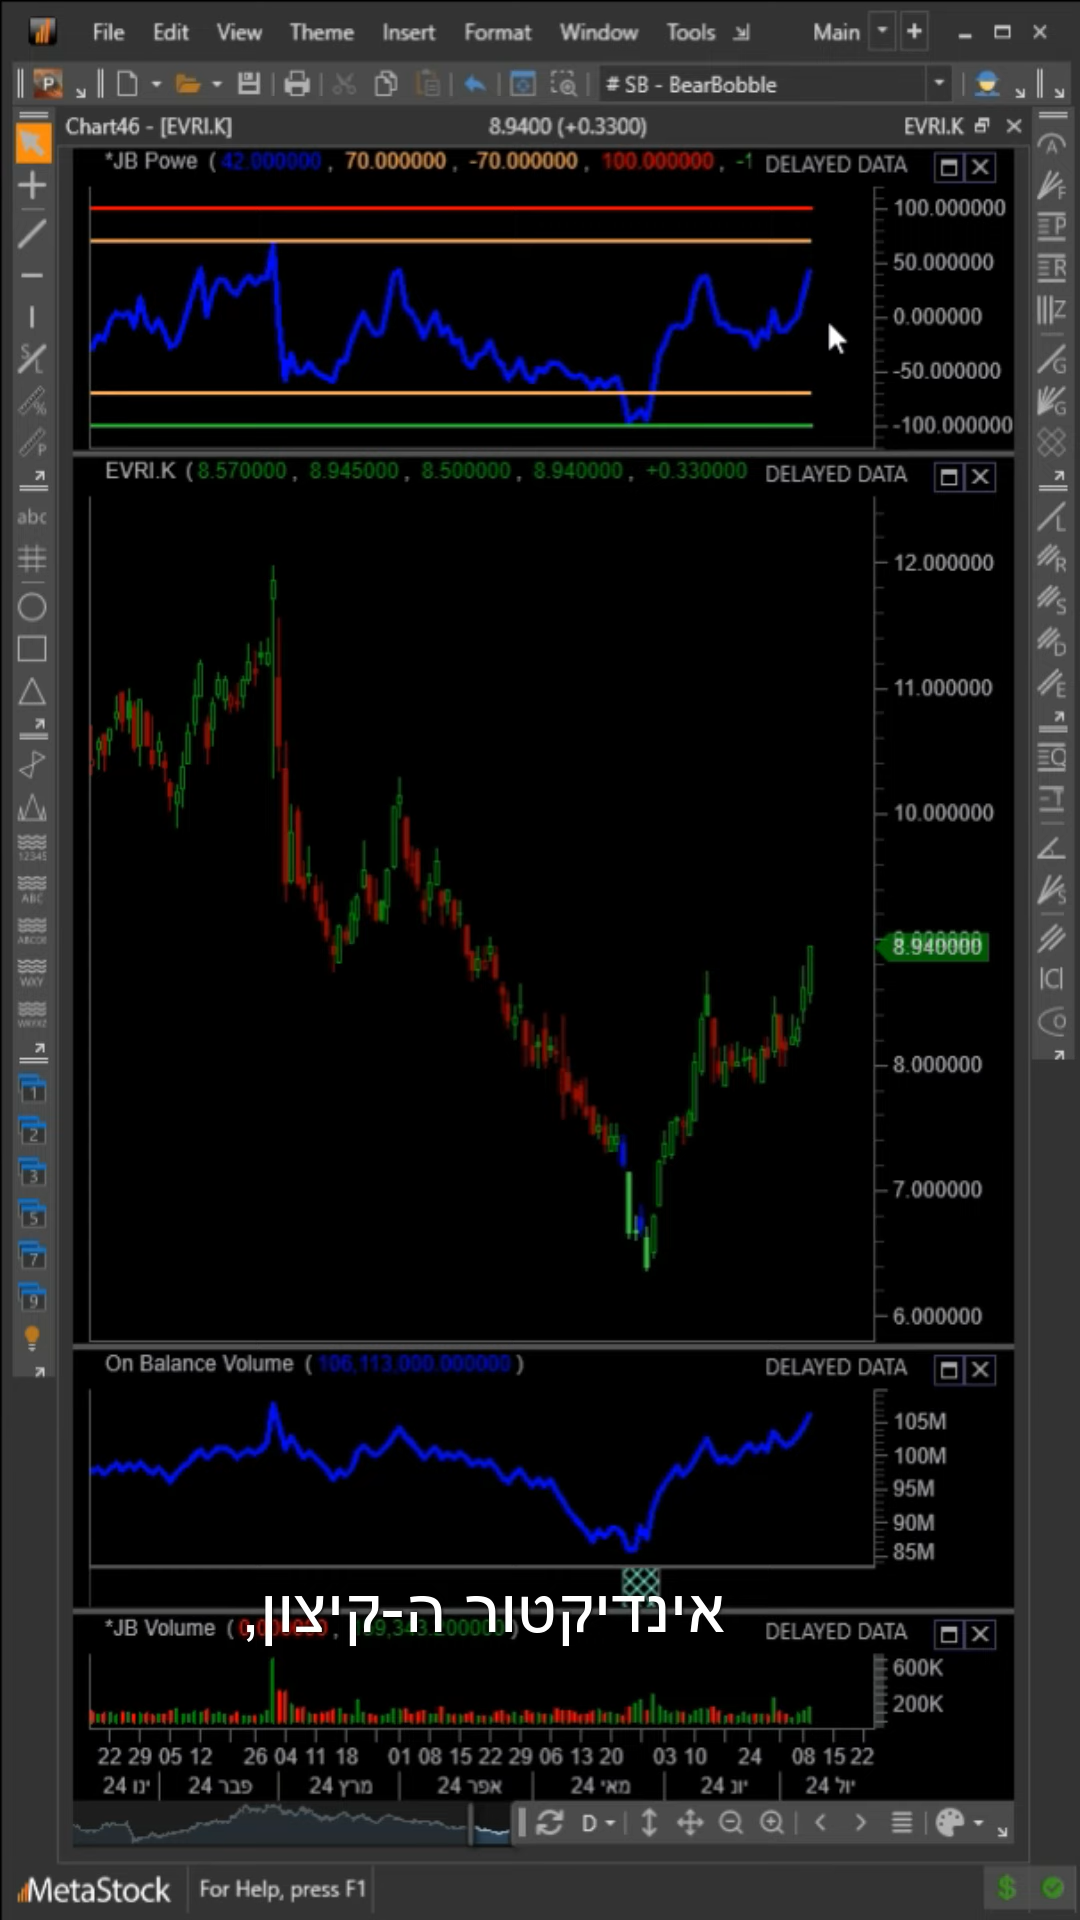 File Edit View Theme Insert Format Window Tools Main
# SB - BearBobble
Chart46 - [EVRI.K] 8.9400 (+0.3300) EVRI.K
*JB Powe ( 42.000000 , 70.000000 , -70.000000 , 100.000000 , -1 DELAYED DATA
100.000000
50.000000
0.000000
-50.000000
-100.000000
EVRI.K ( 8.570000 , 8.945000 , 8.500000 , 8.940000 , +0.330000 DELAYED DATA
12.000000
11.000000
10.000000
8.940000
8.000000
7.000000
6.000000
On Balance Volume ( 106,113,000.000000 ) DELAYED DATA
105M
100M
95M
90M
85M
אינדיקטור ה-קיצון,
*JB Volume ( DELAYED DATA
600K
200K
22 29 05 12 26 04 11 18 01 08 15 22 29 06 13 20 03 10 24 08 15 22
ינו 24 פבר 24 מרץ 24 אפר 24 מאי 24 יונ 24 יול 24
D
MetaStock For Help, press F1